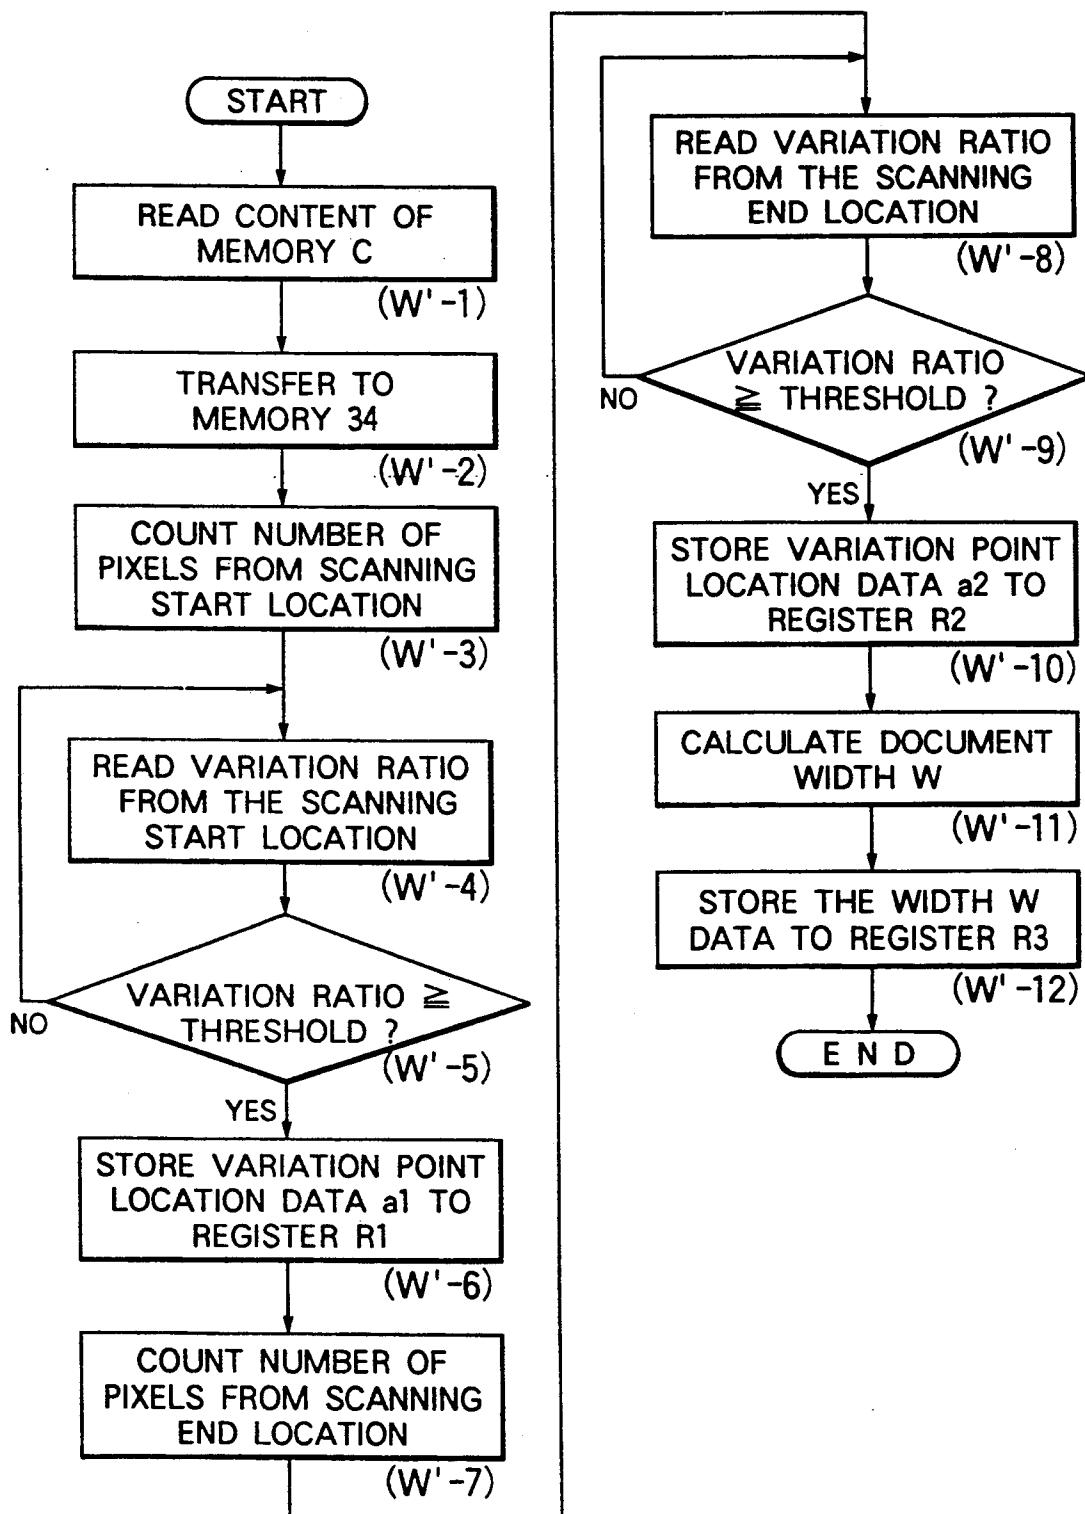 START
READ CONTENT OF
MEMORY C
(W'-1)
TRANSFER TO
MEMORY 34
(W'-2)
COUNT NUMBER OF
PIXELS FROM SCANNING
START LOCATION
(W'-3)
READ VARIATION RATIO
FROM THE SCANNING
START LOCATION
(W'-4)
VARIATION RATIO ≧
THRESHOLD ?
(W'-5)
NO
YES
STORE VARIATION POINT
LOCATION DATA a1 TO
REGISTER R1
(W'-6)
COUNT NUMBER OF
PIXELS FROM SCANNING
END LOCATION
(W'-7)
READ VARIATION RATIO
FROM THE SCANNING
END LOCATION
(W'-8)
VARIATION RATIO
≧ THRESHOLD ?
NO
(W'-9)
YES
STORE VARIATION POINT
LOCATION DATA a2 TO
REGISTER R2
(W'-10)
CALCULATE DOCUMENT
WIDTH W
(W'-11)
STORE THE WIDTH W
DATA TO REGISTER R3
(W'-12)
END